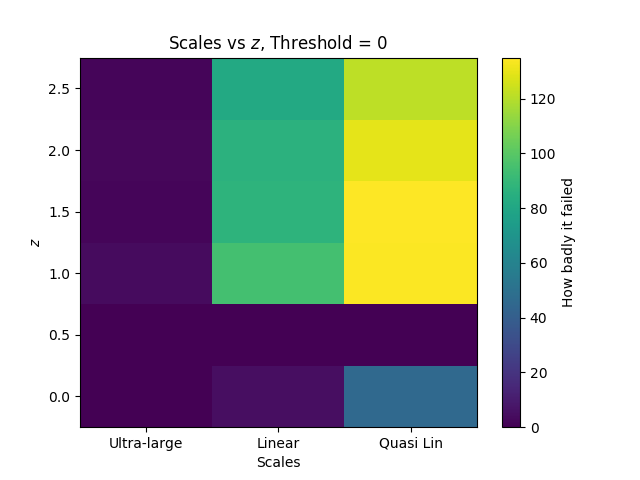 Scales vs z, Threshold = 0
2.5
2.0
1.5
1.0
0.5
0.0
z
Ultra-large Linear Quasi Lin
Scales
120
100
80
60
40
20
0
How badly it failed